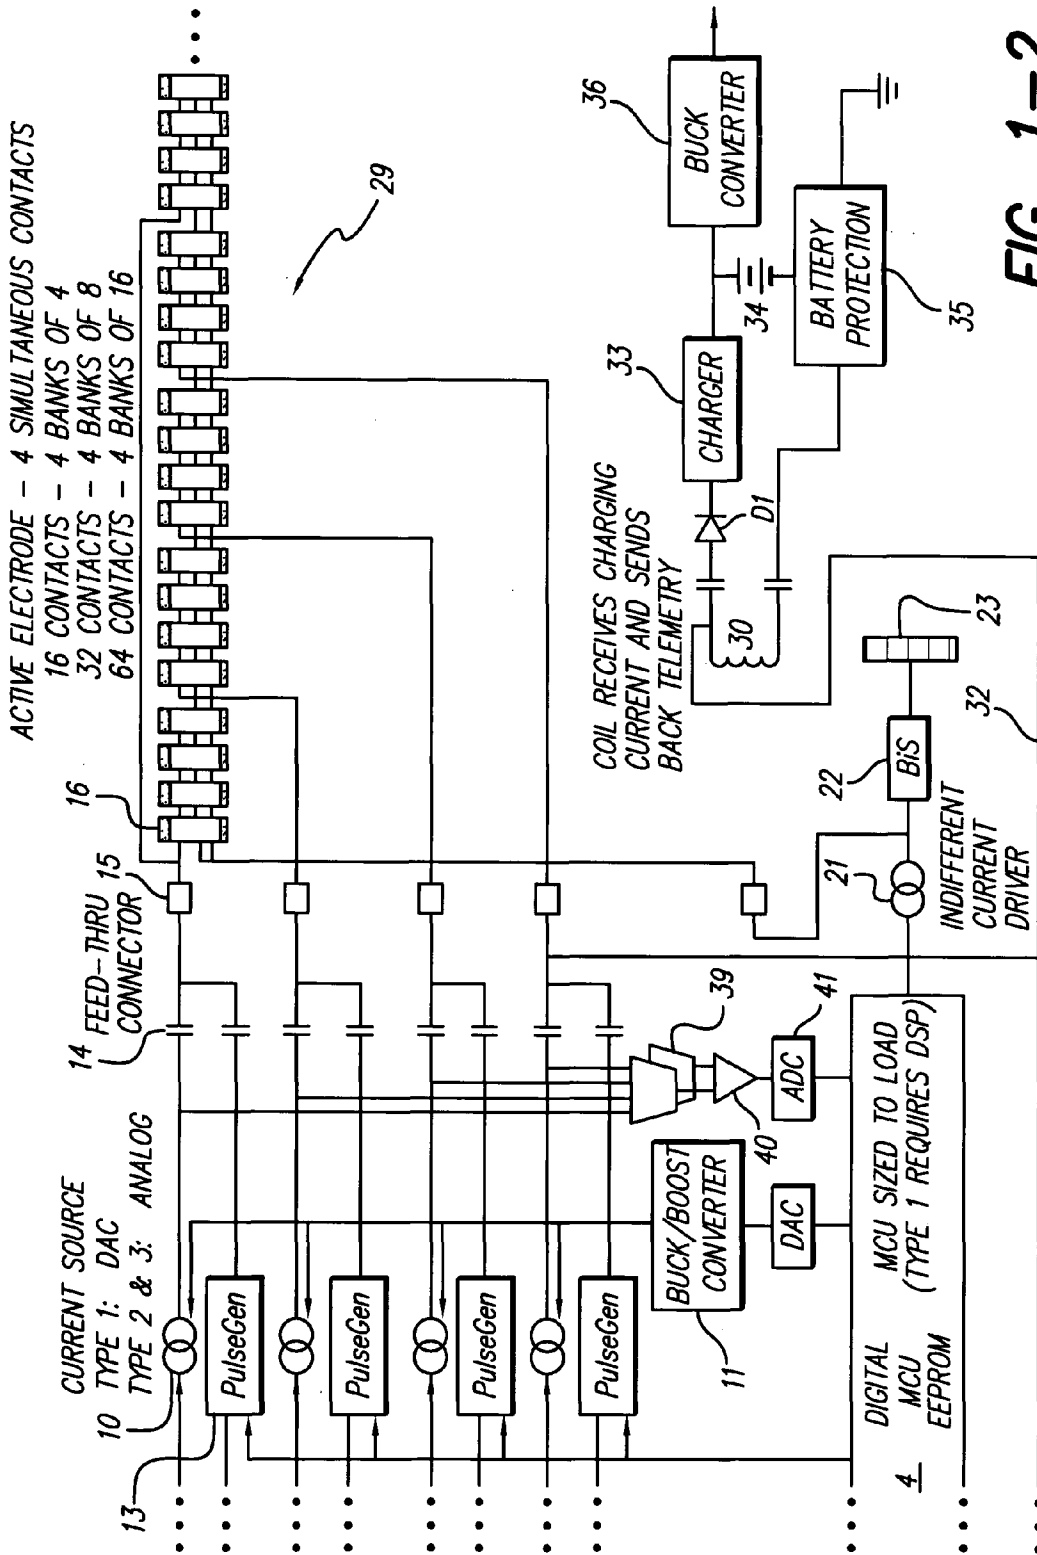 ACTIVE ELECTRODE - 4 SIMULTANEOUS CONTACTS
16 CONTACTS - 4 BANKS OF 4
32 CONTACTS - 4 BANKS OF 8
64 CONTACTS - 4 BANKS OF 16
29
16
15
14
FEED-THRU
CONNECTOR
CURRENT SOURCE
10
TYPE 1: DAC
TYPE 2 & 3: ANALOG
13
PulseGen
PulseGen
PulseGen
PulseGen
39
40
41
ADC
BUCK/BOOST
CONVERTER
11
DAC
COIL RECEIVES CHARGING
CURRENT AND SENDS
BACK TELEMETRY
30
D1
CHARGER
33
34
BUCK
CONVERTER
36
BATTERY
PROTECTION
35
21
INDIFFERENT
CURRENT
DRIVER
BiS
22
23
32
DIGITAL
MCU
EEPROM
4
MCU SIZED TO LOAD
(TYPE 1 REQUIRES DSP)
FIG. 1-2